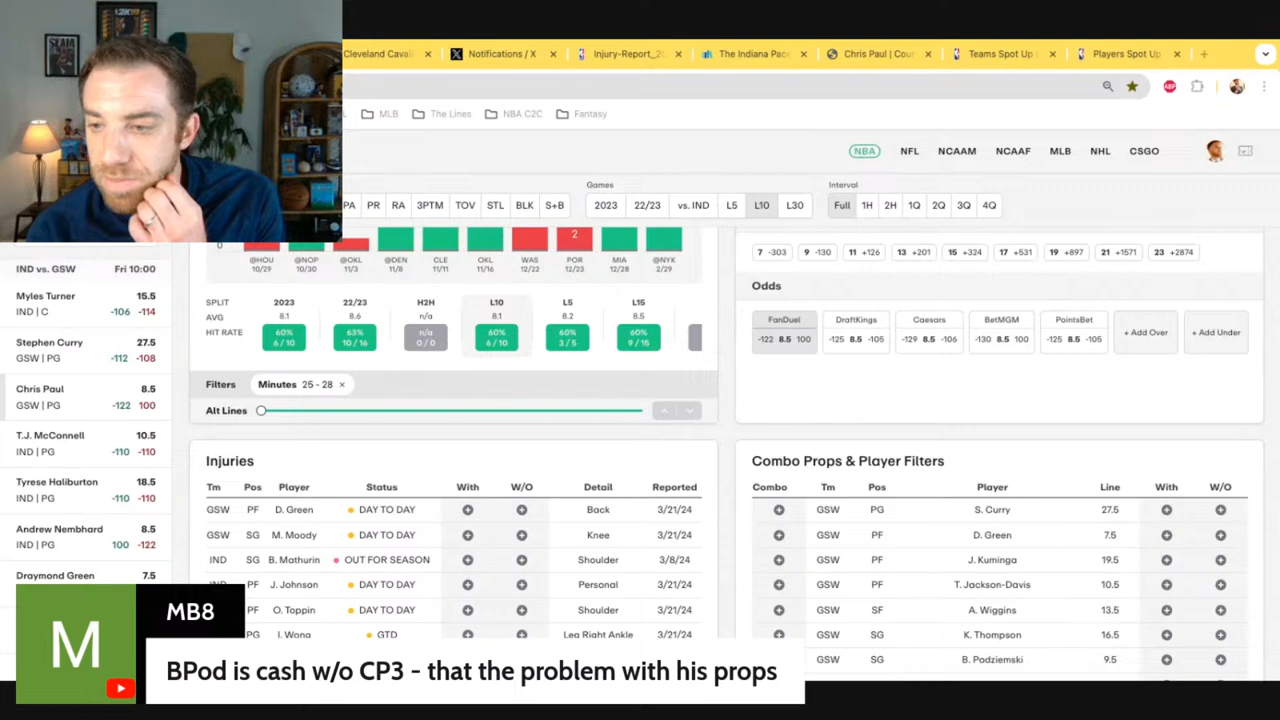 2K19
SKATA
Cleveland Caval
Notifications / X
Injury-Report_20
The Indiana Pace
Chris Paul | Cou
Teams Spot Up |
Players Spot Up
MLB
The Lines
NBA C2C
Fantasy
ABP
NBA NFL NCAAM NCAAF MLB NHL CSGO
Games
Interval
PA PR RA 3PTM TOV STL BLK S+B
2023 22/23 vs. IND L5 L10 L30
Full 1H 2H 1Q 2Q 3Q 4Q
0
2
@HOU @NOP @OKL @DEN CLE OKL WAS POR MIA @NYK
10/29 10/30 11/3 11/8 11/11 11/16 12/22 12/23 12/28 2/29
SPLIT 2023 22/23 H2H L10 L5 L15
AVG 8.1 8.6 n/a 8.1 8.2 8.5
HIT RATE 60% 63% n/a 60% 60% 60%
6 / 10 10 / 16 0 / 0 6 / 10 3 / 5 9 / 15
Filters Minutes 25 - 28 ×
Alt Lines
7 -303 9 -130 11 +126 13 +201 15 +324 17 +531 19 +897 21 +1571 23 +2874
Odds
FanDuel DraftKings Caesars BetMGM PointsBet
-122 8.5 100 -125 8.5 -105 -129 8.5 -106 -130 8.5 100 -125 8.5 -105
+ Add Over + Add Under
IND vs. GSW Fri 10:00
Myles Turner 15.5
IND | C -106 -114
Stephen Curry 27.5
GSW | PG -112 -108
Chris Paul 8.5
GSW | PG -122 100
T.J. McConnell 10.5
IND | PG -110 -110
Tyrese Haliburton 18.5
IND | PG -110 -110
Andrew Nembhard 8.5
IND | PG 100 -122
Draymond Green 7.5
Injuries
Tm Pos Player Status With W/O Detail Reported
GSW PF D. Green DAY TO DAY Back 3/21/24
GSW SG M. Moody DAY TO DAY Knee 3/21/24
IND SG B. Mathurin OUT FOR SEASON Shoulder 3/8/24
IND PF J. Johnson DAY TO DAY Personal 3/21/24
PF O. Toppin DAY TO DAY Shoulder 3/21/24
PG I. Wong GTD Leg Right Ankle 3/21/24
Combo Props & Player Filters
Combo Tm Pos Player Line With W/O
GSW PG S. Curry 27.5
GSW PF D. Green 7.5
GSW PF J. Kuminga 19.5
GSW PF T. Jackson-Davis 10.5
GSW SF A. Wiggins 13.5
GSW SG K. Thompson 16.5
GSW SG B. Podziemski 9.5
M
MB8
BPod is cash w/o CP3 - that the problem with his props